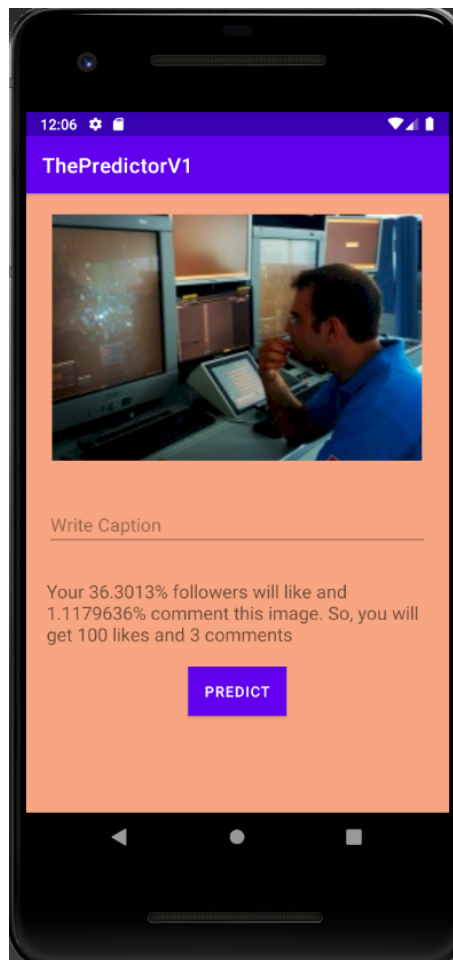 12:06
ThePredictorV1
Write Caption
Your 36.3013% followers will like and
1.1179636% comment this image. So, you will
get 100 likes and 3 comments
PREDICT